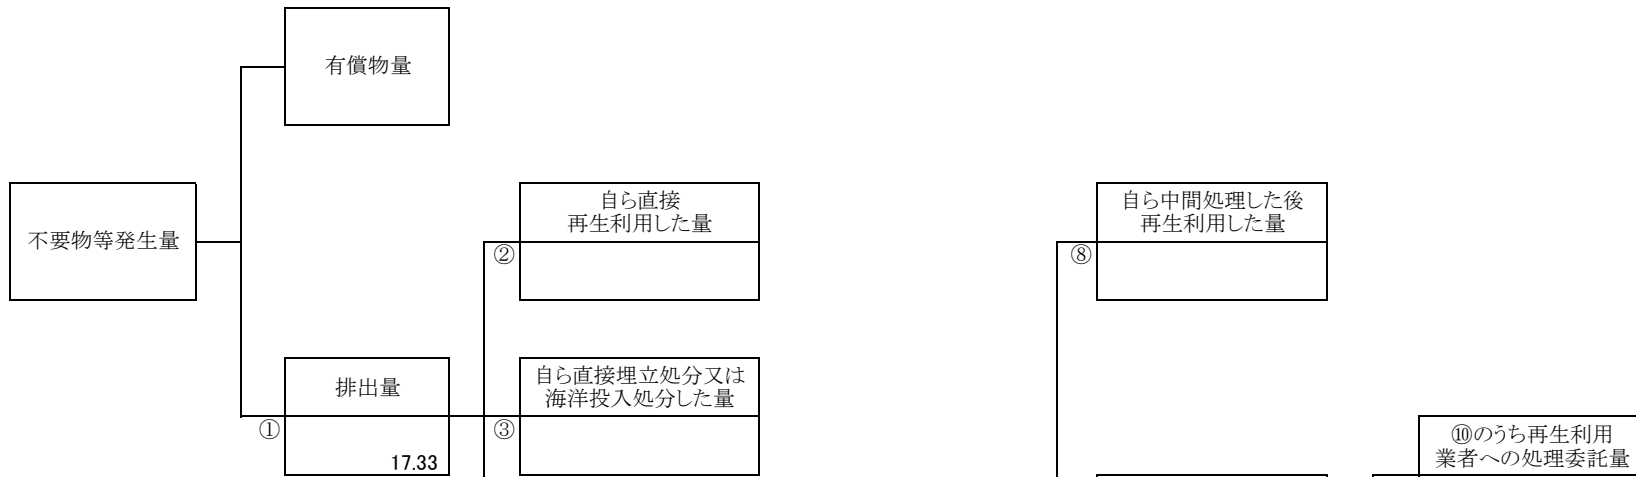 有償物量
不要物等発生量
自ら直接
再生利用した量
②
自ら中間処理した後
再生利用した量
⑧
排出量
①
17.33
自ら直接埋立処分又は
海洋投入処分した量
③
⑩のうち再生利用
業者への処理委託量